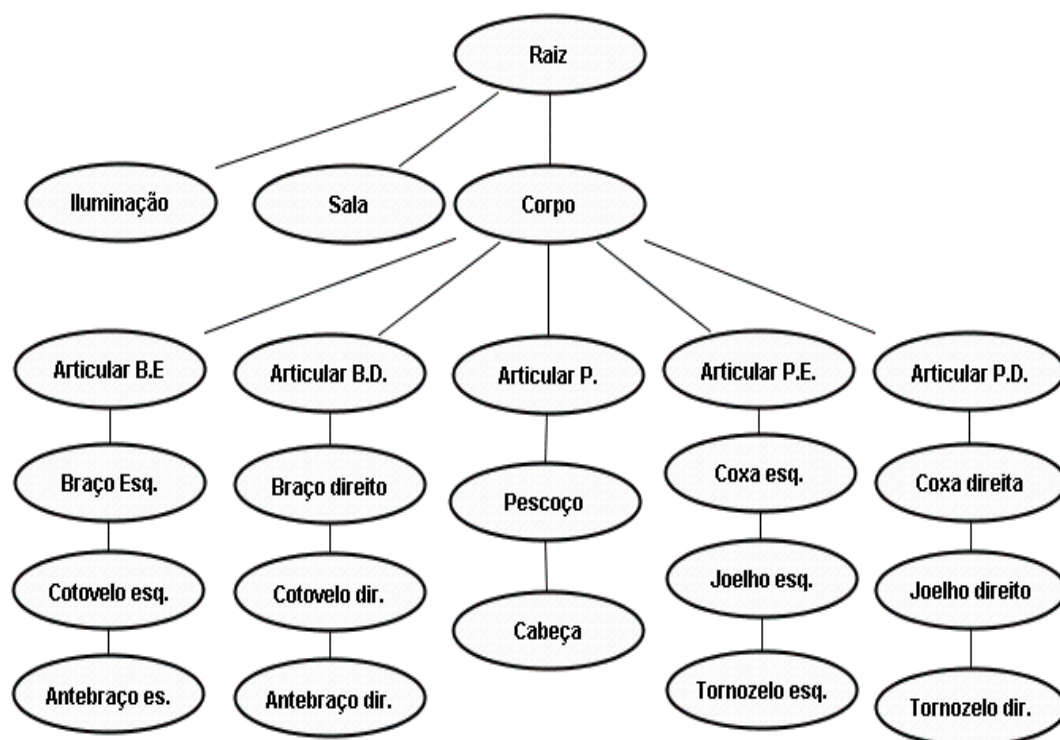 Raiz
Iluminação
Sala
Corpo
Articular B.E
Articular B.D.
Articular P.
Articular P.E.
Articular P.D.
Braço Esq.
Braço direito
Pescoço
Coxa esq.
Coxa direita
Cotovelo esq.
Cotovelo dir.
Cabeça
Joelho esq.
Joelho direito
Antebraço es.
Antebraço dir.
Tornozelo esq.
Tornozelo dir.